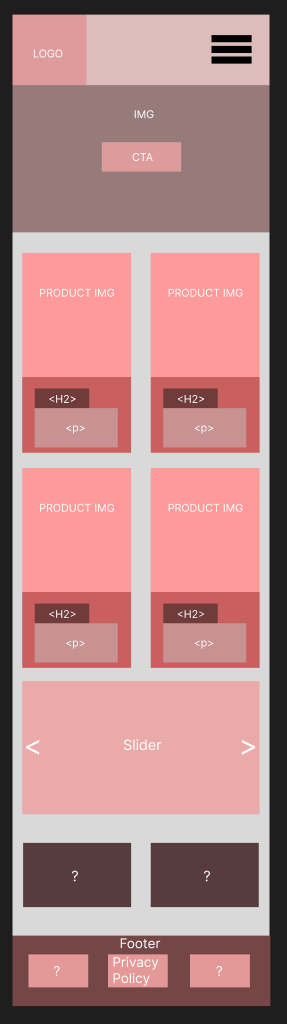 LOGO
IMG
CTA
PRODUCT IMG
PRODUCT IMG
<H2>
<H2>
<p>
<p>
PRODUCT IMG
PRODUCT IMG
<H2>
<H2>
<p>
<p>
< Slider >
?
?
Footer
?
Privacy
Policy
?